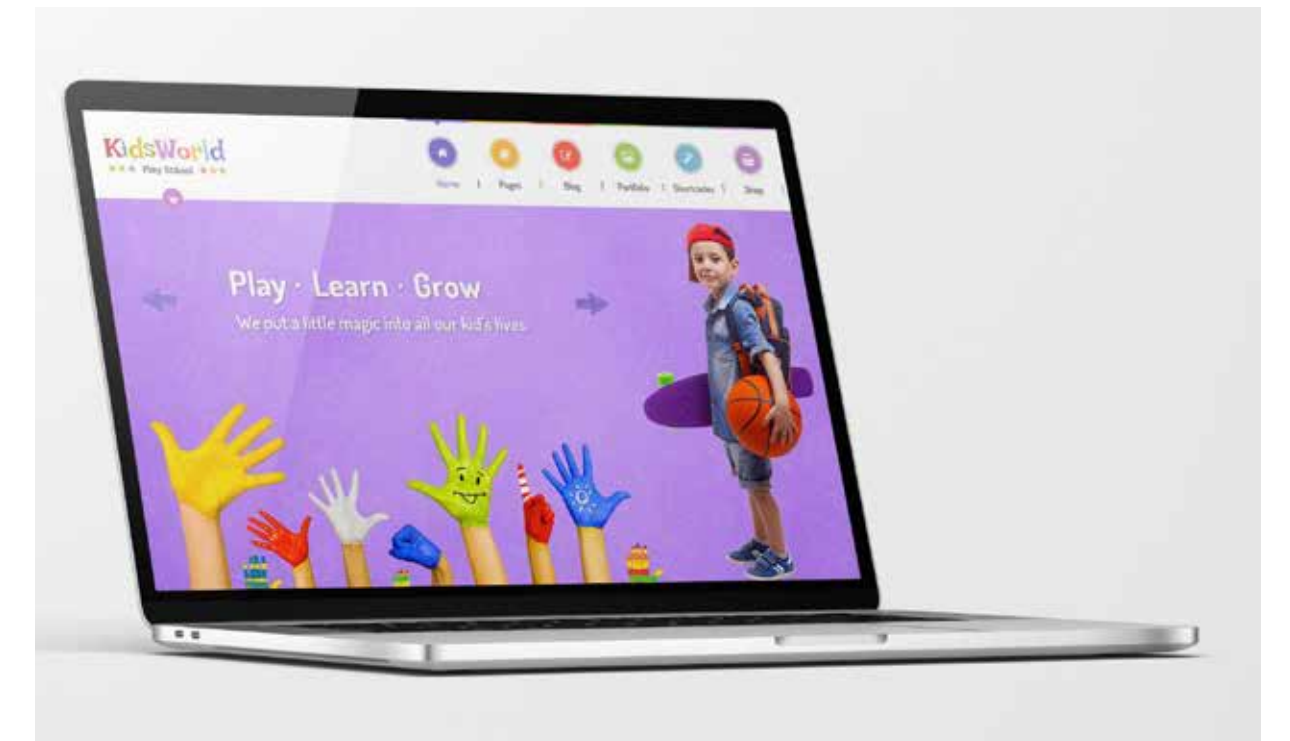 KidsWorld
Play School
Home
Pages
Blog
Portfolio
Shortcodes
Shop
Play · Learn · Grow
We put a little magic into all our kid's lives